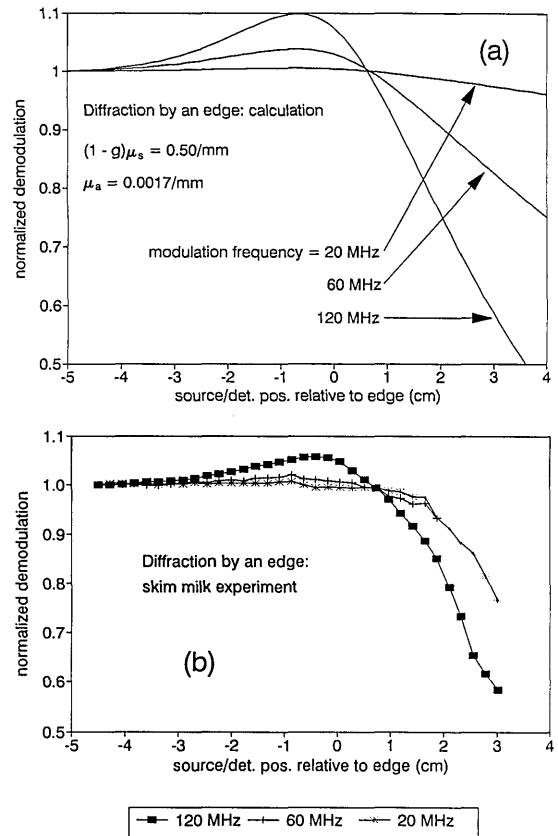 1.1
(a)
1
0.9
0.8
0.7
0.6
0.5
normalized demodulation
Diffraction by an edge: calculation
(1 - g)μs = 0.50/mm
μa = 0.0017/mm
modulation frequency = 20 MHz
60 MHz
120 MHz
-5 -4 -3 -2 -1 0 1 2 3 4
source/det. pos. relative to edge (cm)
1.1
1.0
0.9
0.8
0.7
0.6
0.5
normalized demodulation
Diffraction by an edge:
skim milk experiment
(b)
-5 -4 -3 -2 -1 0 1 2 3 4
source/det. pos. relative to edge (cm)
120 MHz 60 MHz 20 MHz